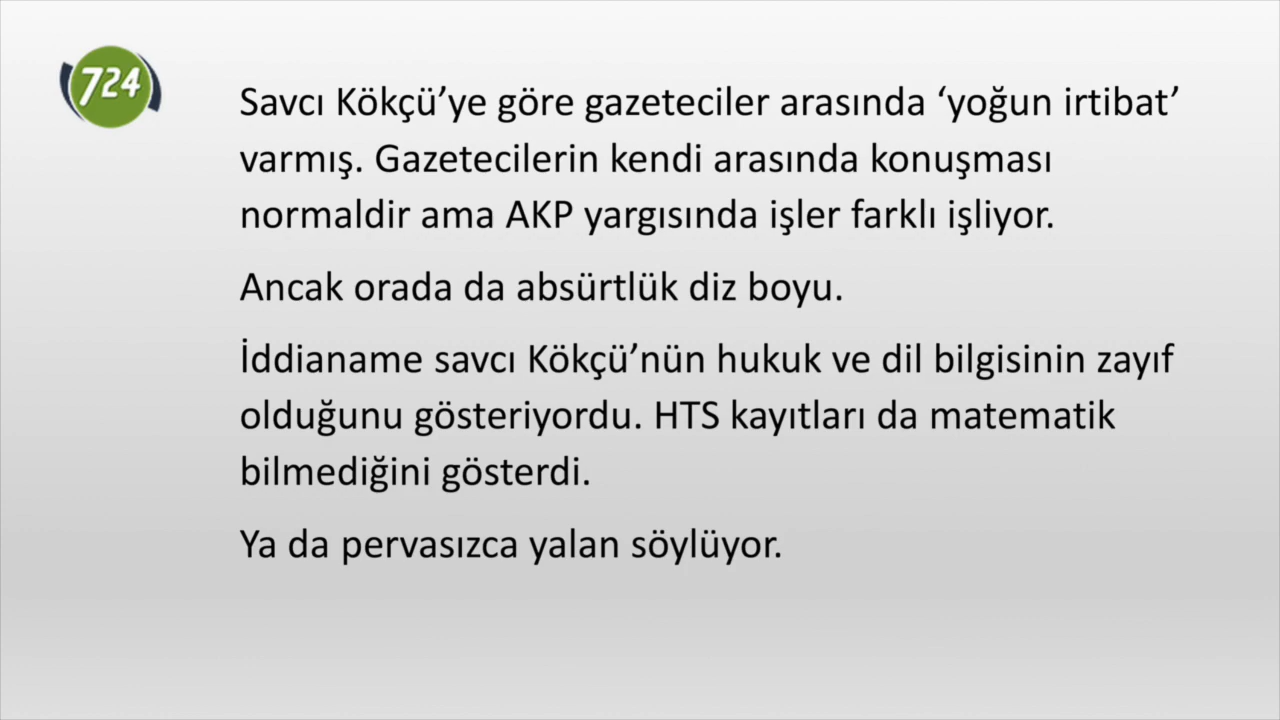 724
Savcı Kökçü’ye göre gazeteciler arasında ‘yoğun irtibat’
varmış. Gazetecilerin kendi arasında konuşması
normaldir ama AKP yargısında işler farklı işliyor.
Ancak orada da absürtlük diz boyu.
İddianame savcı Kökçü’nün hukuk ve dil bilgisinin zayıf
olduğunu gösteriyordu. HTS kayıtları da matematik
bilmediğini gösterdi.
Ya da pervasızca yalan söylüyor.